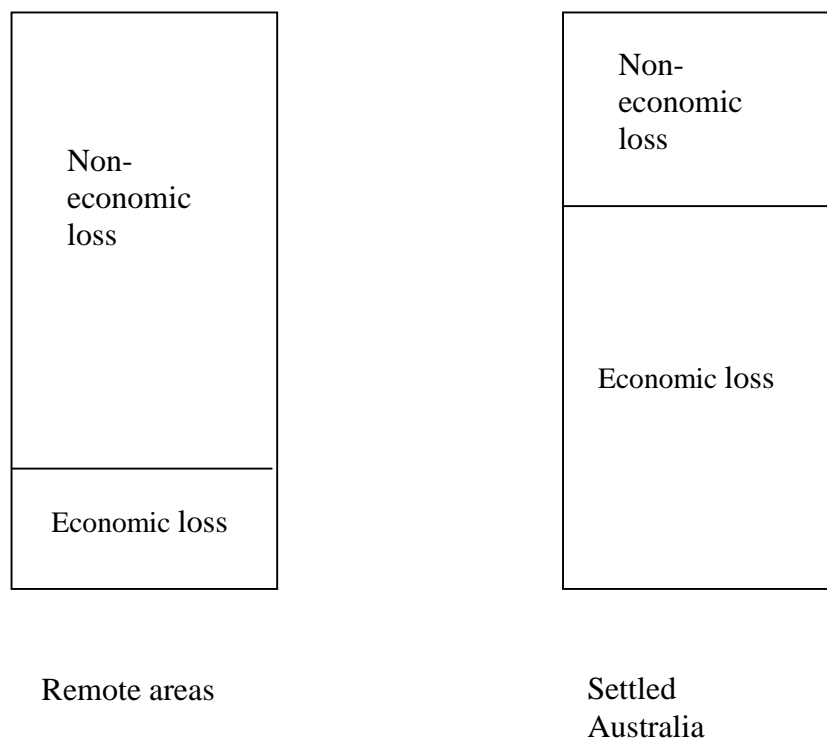 Non-
economic
loss
Economic loss
Remote areas
Non-
economic
loss
Economic loss
Settled
Australia